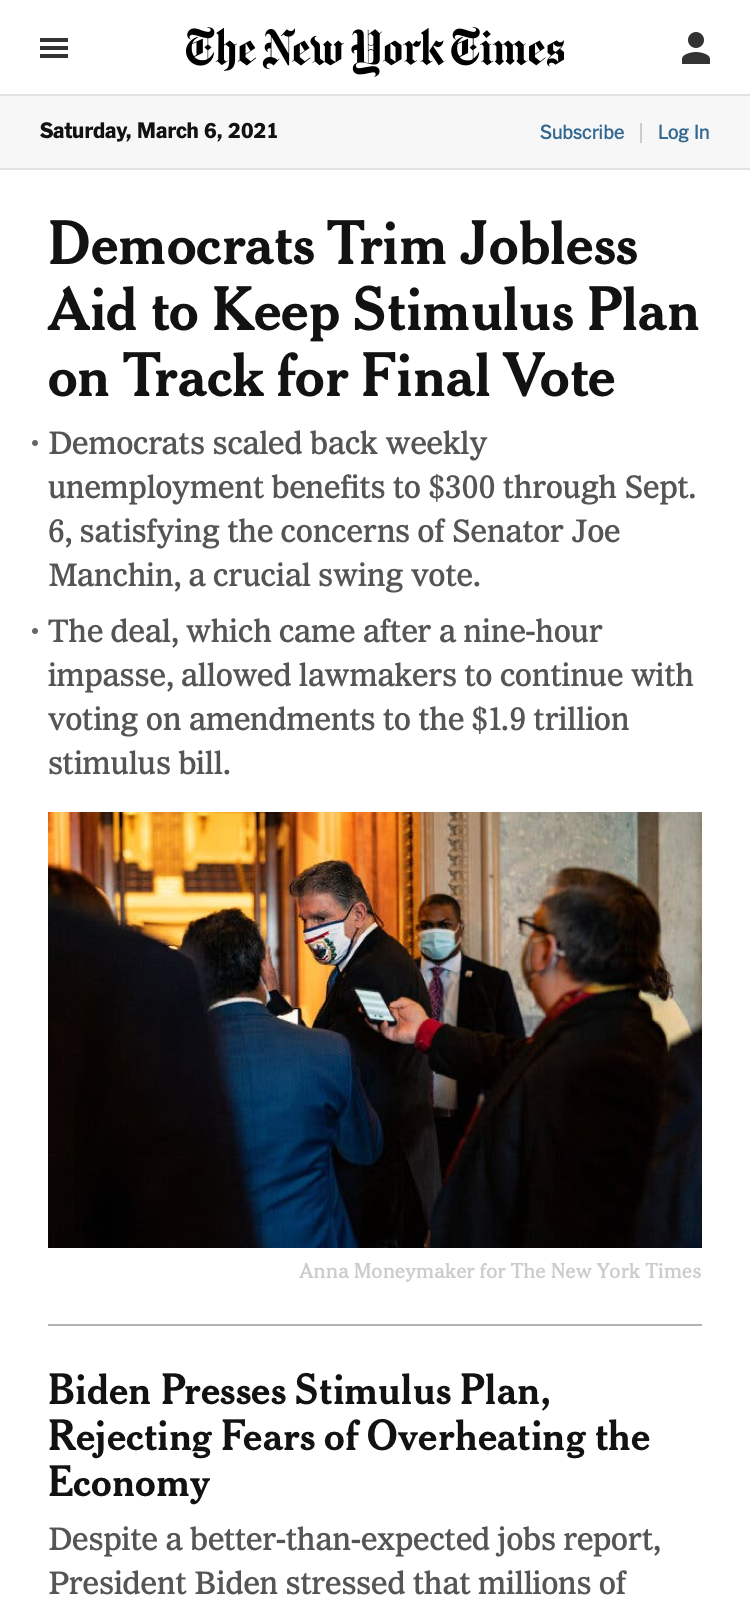 The New York Times
Saturday, March 6, 2021
Subscribe
Log In
Democrats Trim Jobless
Aid to Keep Stimulus Plan
on Track for Final Vote
• Democrats scaled back weekly
unemployment benefits to $300 through Sept.
6, satisfying the concerns of Senator Joe
Manchin, a crucial swing vote.
• The deal, which came after a nine-hour
impasse, allowed lawmakers to continue with
voting on amendments to the $1.9 trillion
stimulus bill.
Anna Moneymaker for The New York Times
Biden Presses Stimulus Plan,
Rejecting Fears of Overheating the
Economy
Despite a better-than-expected jobs report,
President Biden stressed that millions of